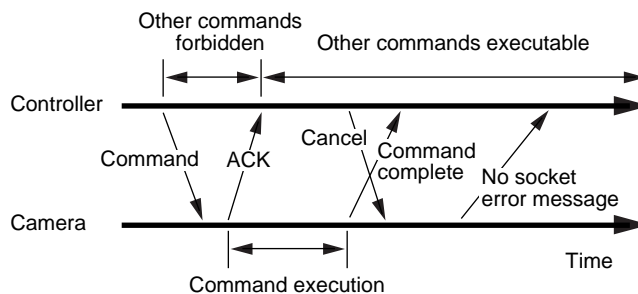 Other commands
forbidden
Other commands executable
Controller
Command
ACK
Cancel
Command
complete
No socket
error message
Camera
Time
Command execution